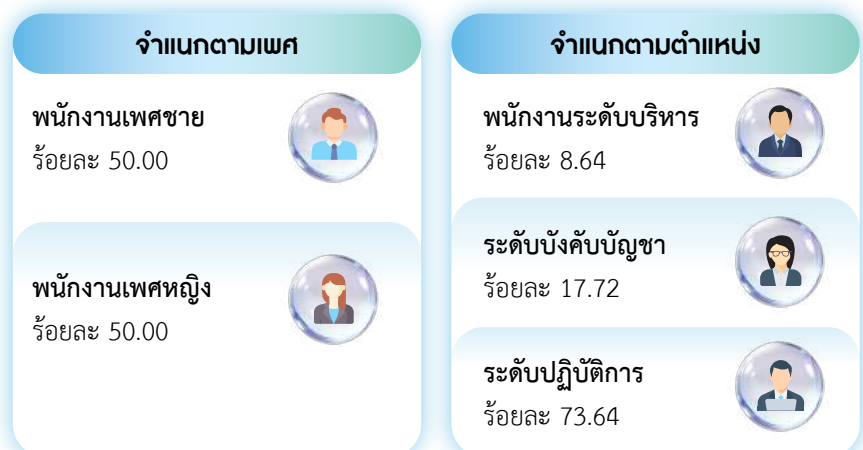 จำแนกตามเพศ
พนักงานเพศชาย
ร้อยละ 50.00
พนักงานเพศหญิง
ร้อยละ 50.00
จำแนกตามตำแหน่ง
พนักงานระดับบริหาร
ร้อยละ 8.64
ระดับบังคับบัญชา
ร้อยละ 17.72
ระดับปฏิบัติการ
ร้อยละ 73.64